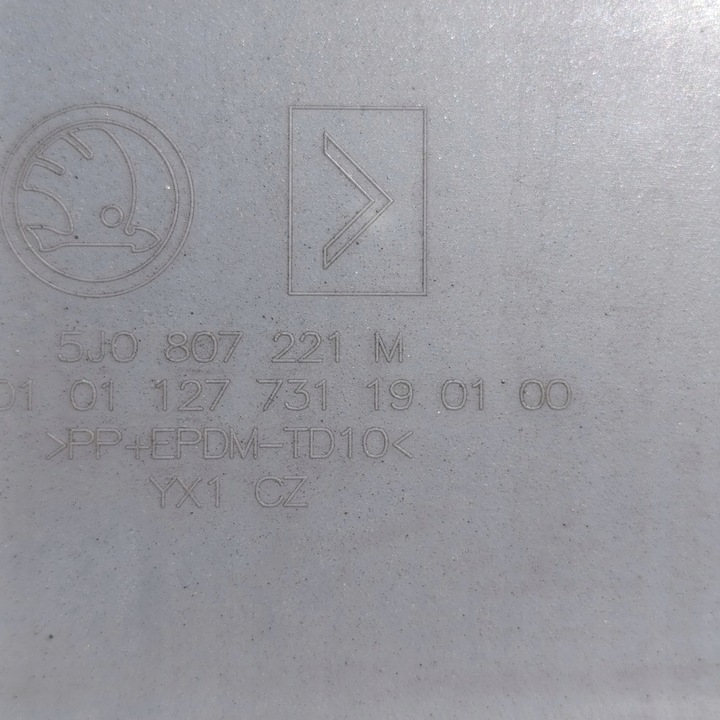 5J0 807 221 M
01 01 127 731 19 01 00
>PP+EPDM-TD10<
YX1 CZ